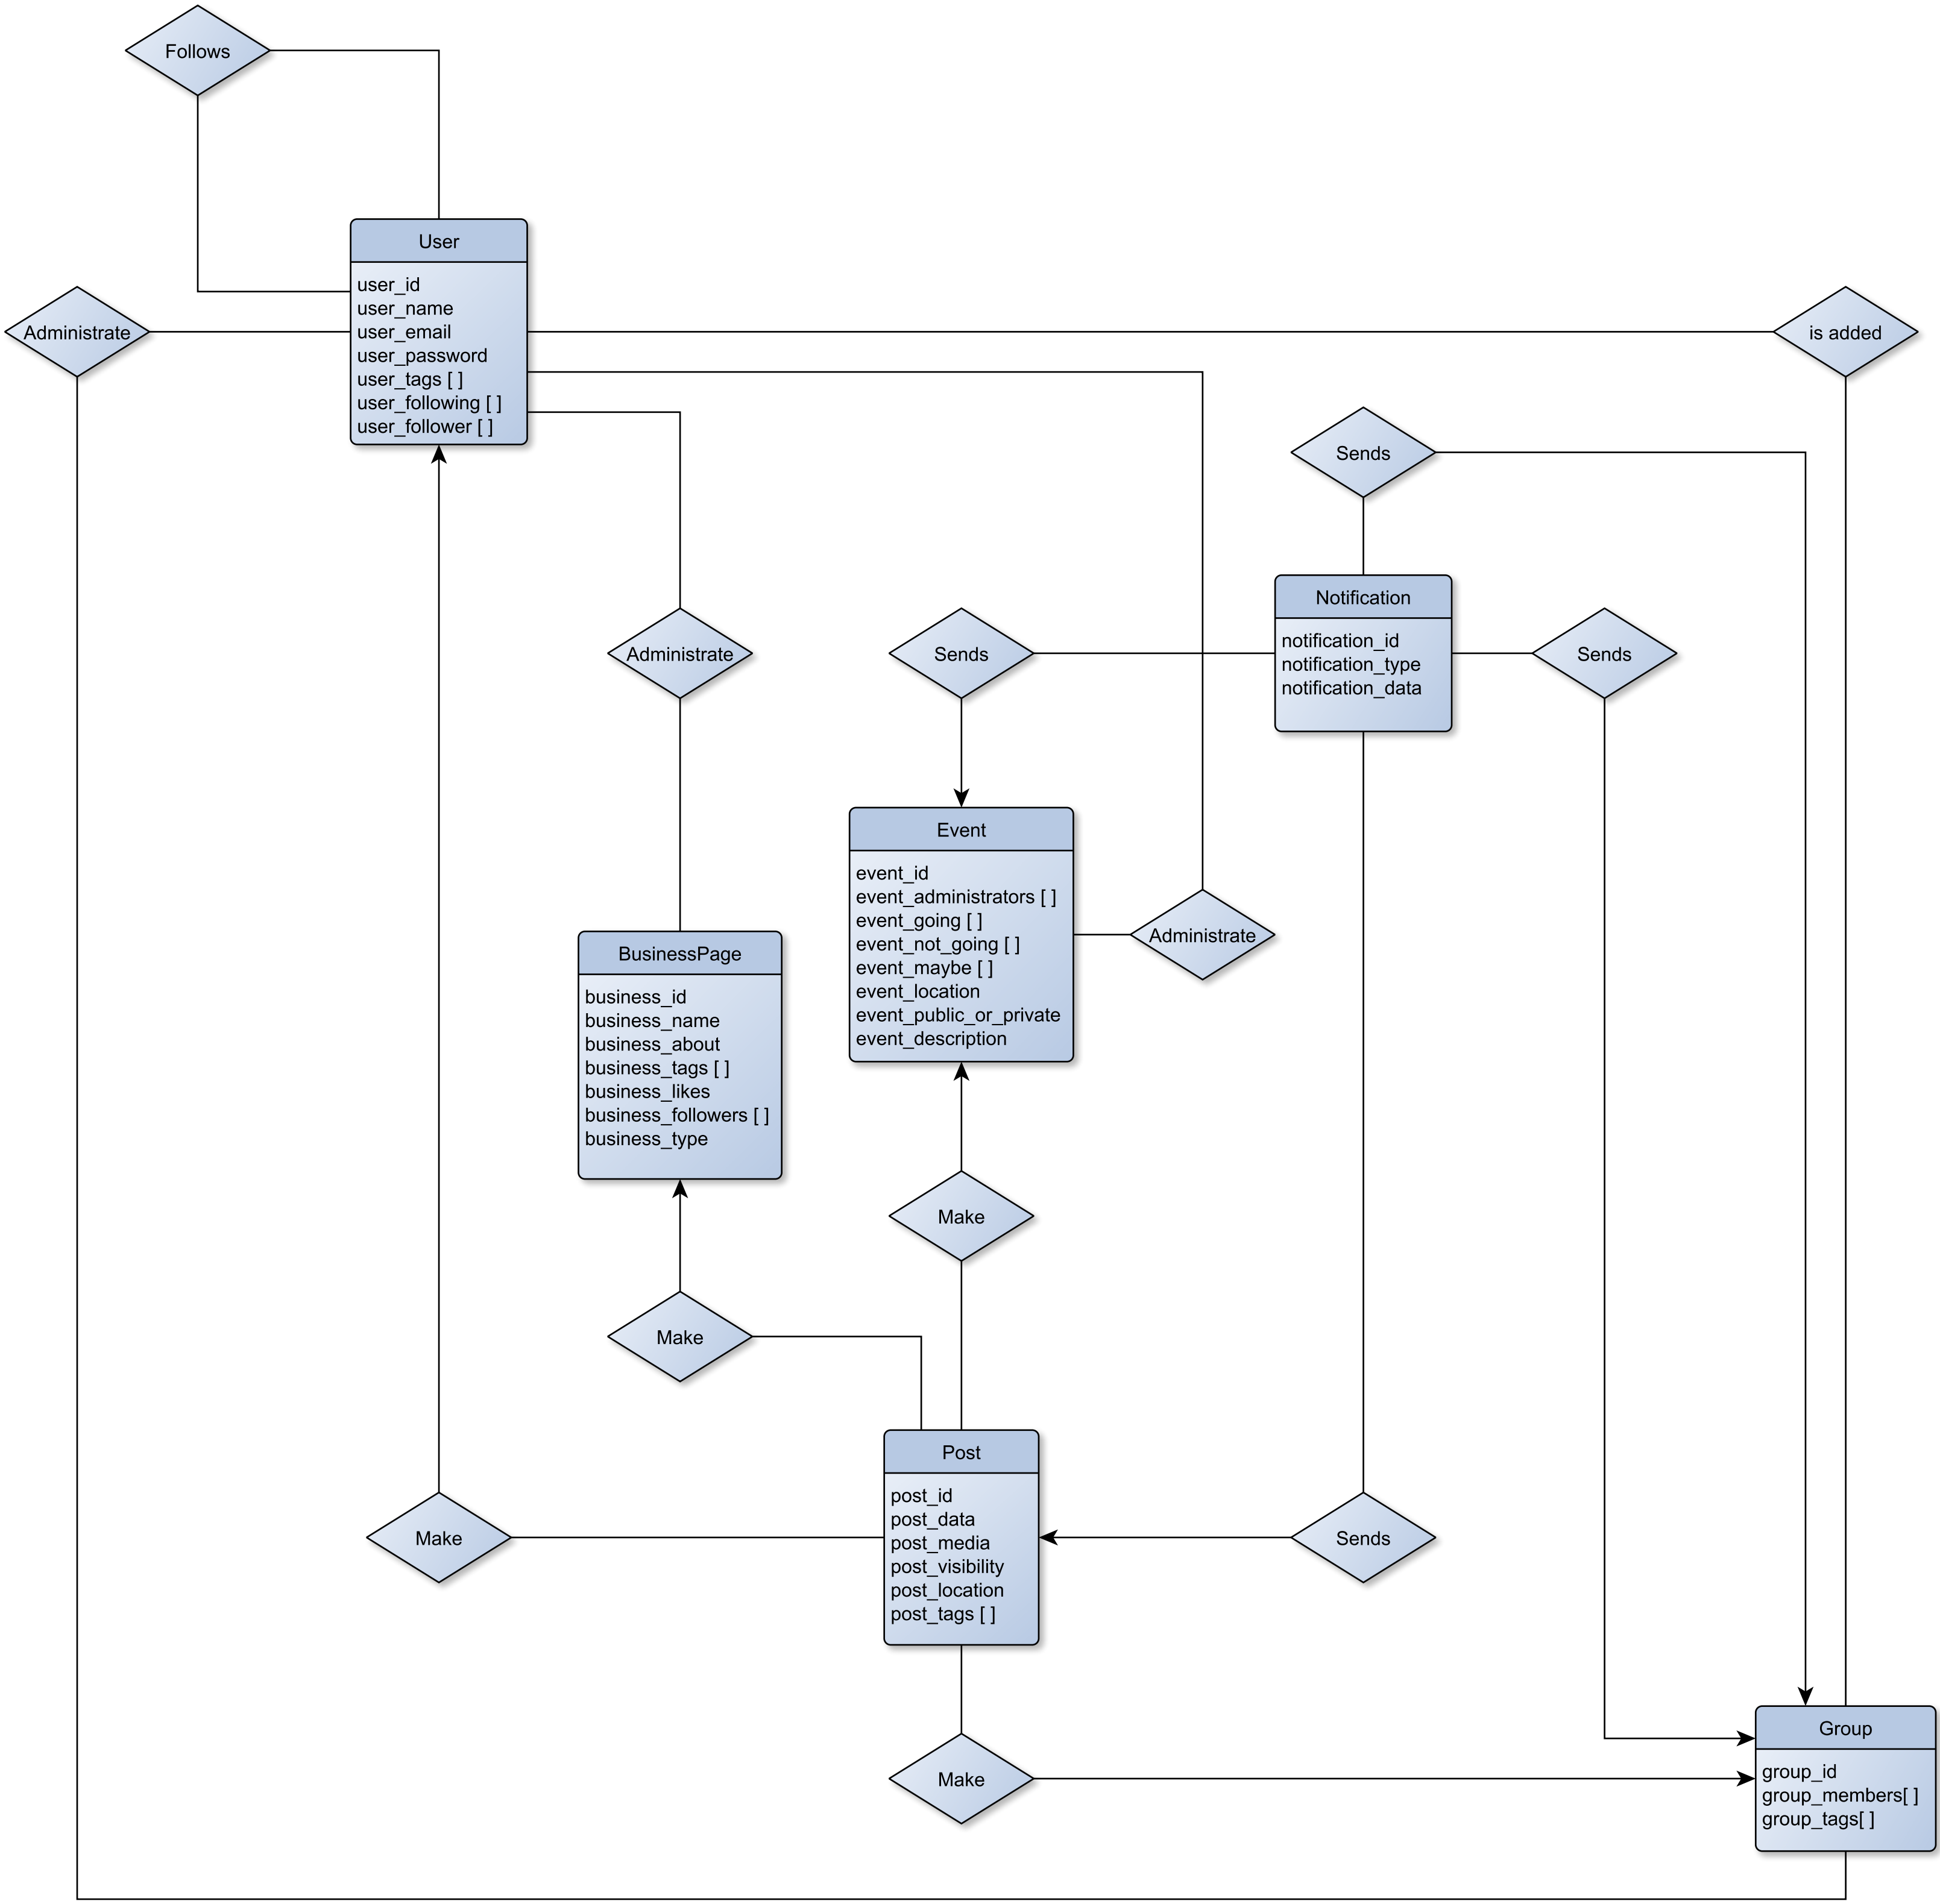 Follows
User
user_id
user_name
user_email
user_password
user_tags [ ]
user_following [ ]
user_follower [ ]
Administrate
is added
Sends
Notification
notification_id
notification_type
notification_data
Sends
Sends
Administrate
Event
event_id
event_administrators [ ]
event_going [ ]
event_not_going [ ]
event_maybe [ ]
event_location
event_public_or_private
event_description
Administrate
BusinessPage
business_id
business_name
business_about
business_tags [ ]
business_likes
business_followers [ ]
business_type
Make
Make
Post
post_id
post_data
post_media
post_visibility
post_location
post_tags [ ]
Make
Sends
Make
Group
group_id
group_members[ ]
group_tags[ ]